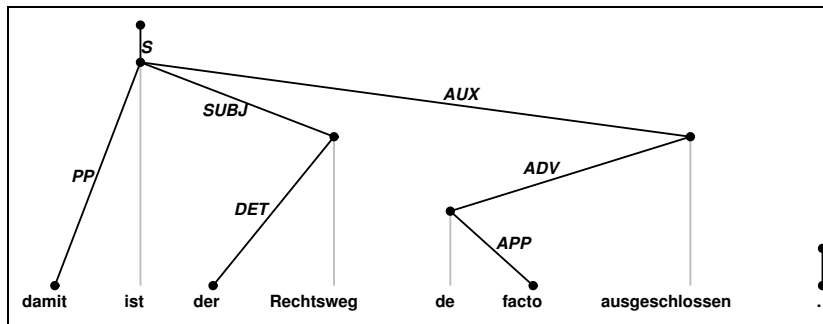 S
AUX
SUBJ
PP
ADV
DET
APP
damit ist der Rechtsweg de facto ausgeschlossen .